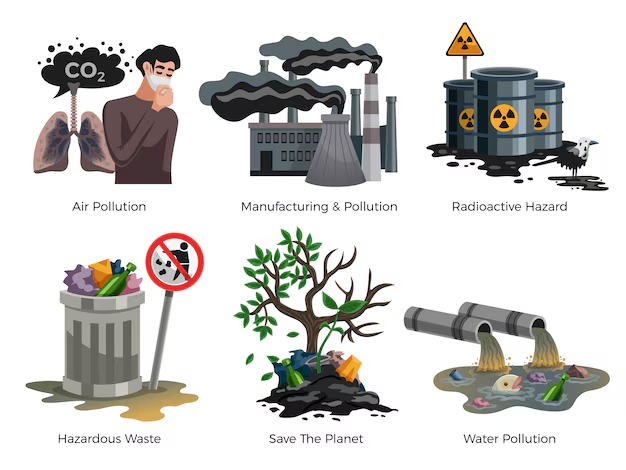 CO2
Air Pollution
Manufacturing & Pollution
Radioactive Hazard
Hazardous Waste
Save The Planet
Water Pollution